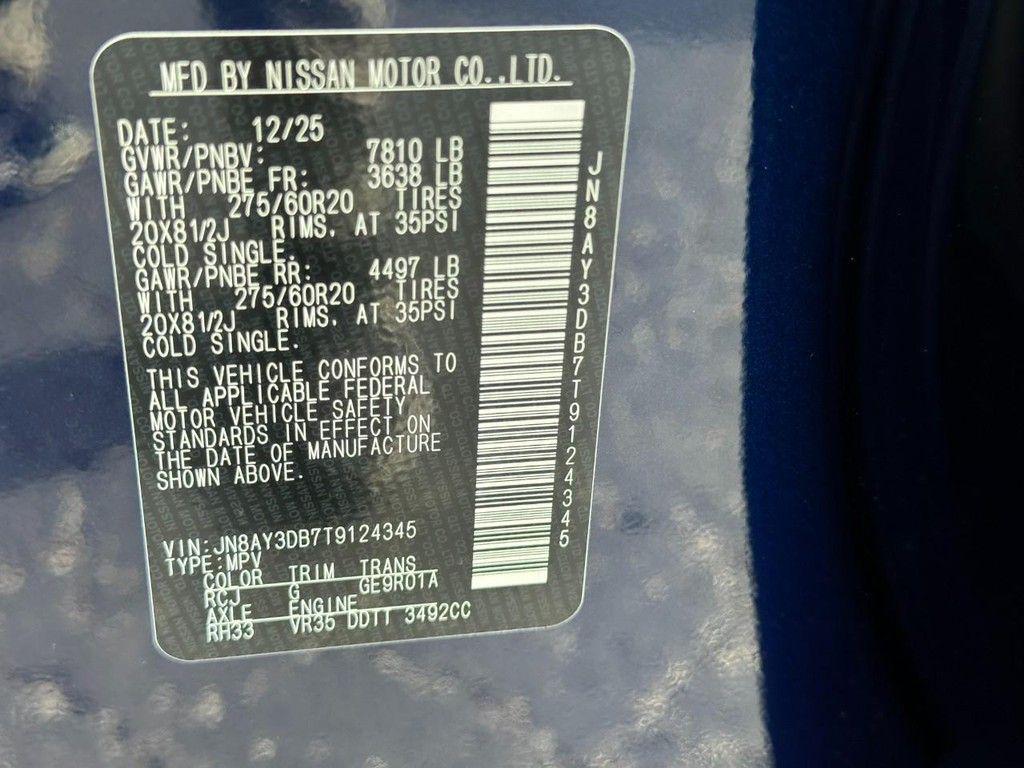 MFD BY NISSAN MOTOR CO.,LTD.
DATE: 12/25
GVWR/PNBV: 7810 LB
GAWR/PNBE FR: 3638 LB
WITH 275/60R20 TIRES
20X81/2J RIMS, AT 35PSI
COLD SINGLE.
GAWR/PNBE RR: 4497 LB
WITH 275/60R20 TIRES
20X81/2J RIMS, AT 35PSI
COLD SINGLE.
THIS VEHICLE CONFORMS TO
ALL APPLICABLE FEDERAL
MOTOR VEHICLE SAFETY
STANDARDS IN EFFECT ON
THE DATE OF MANUFACTURE
SHOWN ABOVE.
VIN:JN8AY3DB7T9124345
TYPE:MPV
COLOR TRIM TRANS
RCJ G GE9R01A
AXLE ENGINE
RH33 VR35 DDTT 3492CC
JN8AY3DB7T9124345